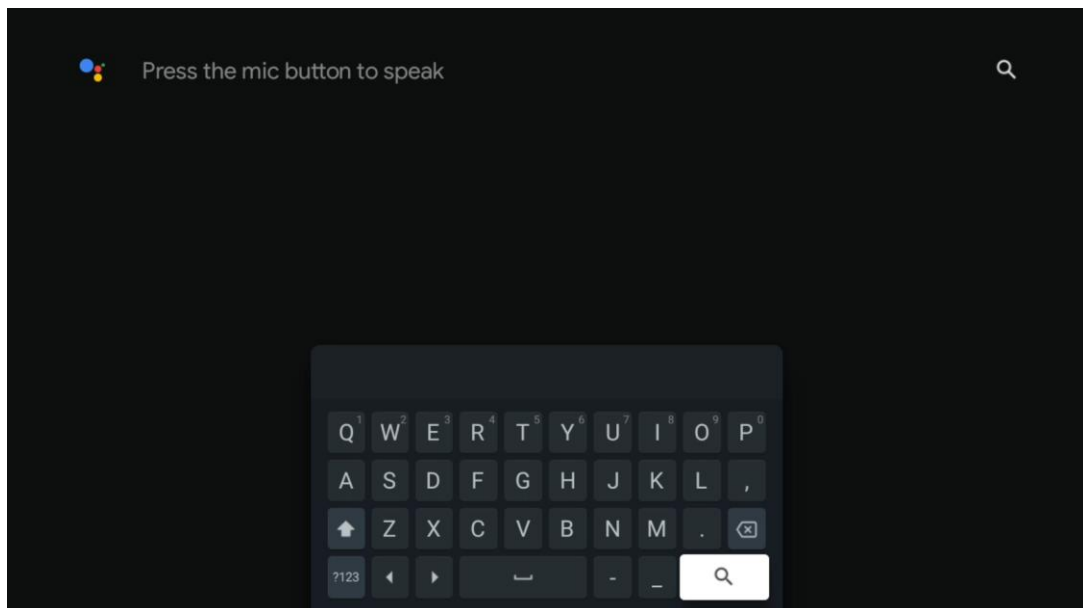 Press the mic button to speak
Q1 W2 E3 R4 T5 Y6 U7 I8 O9 P0
A S D F G H J K L ,
Z X C V B N M .
?123 - _